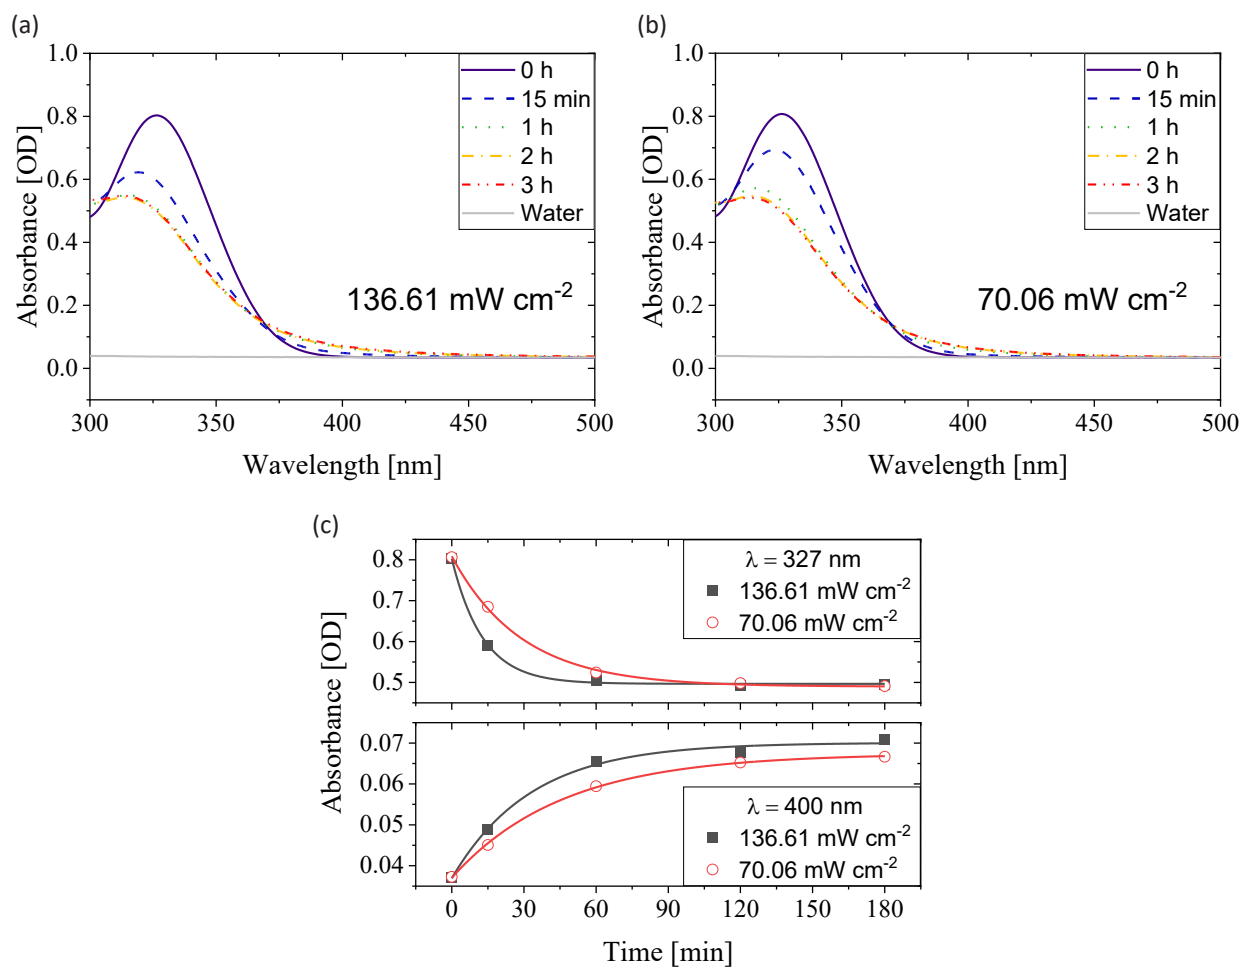 (a)
1.0
0.8
0.6
0.4
0.2
0.0
Absorbance [OD]
0 h
15 min
1 h
2 h
3 h
Water
136.61 mW cm-2
300 350 400 450 500
Wavelength [nm]
(b)
1.0
0.8
0.6
0.4
0.2
0.0
Absorbance [OD]
0 h
15 min
1 h
2 h
3 h
Water
70.06 mW cm-2
300 350 400 450 500
Wavelength [nm]
(c)
0.8
0.7
0.6
0.5
λ = 327 nm
136.61 mW cm-2
70.06 mW cm-2
Absorbance [OD]
0.07
0.06
0.05
0.04
λ = 400 nm
136.61 mW cm-2
70.06 mW cm-2
0 30 60 90 120 150 180
Time [min]